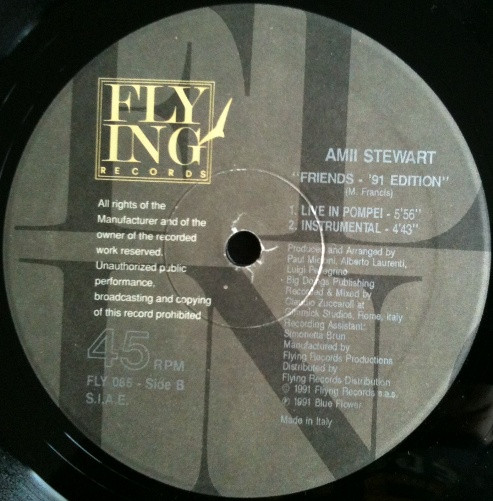 FLY
ING
RECORDS
All rights of the
Manufacturer and of the
owner of the recorded
work reserved.
Unauthorized public
performance,
broadcasting and copying
of this record prohibited
45 RPM
FLY 065 - Side B
S.I.A.E.
AMII STEWART
"FRIENDS - '91 EDITION"
(M. Francis)
1. LIVE IN POMPEI - 5'56"
2. INSTRUMENTAL - 4'43"
Produced and Arranged by
Paul Micioni, Alberto Laurenti,
Luigi Pellegrino
Big Doings Publishing
Recorded & Mixed by
Claudio Zuccaroli at
Gimmick Studios, Rome, Italy
Recording Assistant:
Simonetta Brun
Manufactured by
Flying Records Productions
Distributed by
Flying Records Distribution
© 1991 Flying Records s.a.s.
℗ 1991 Blue Flower
Made in Italy